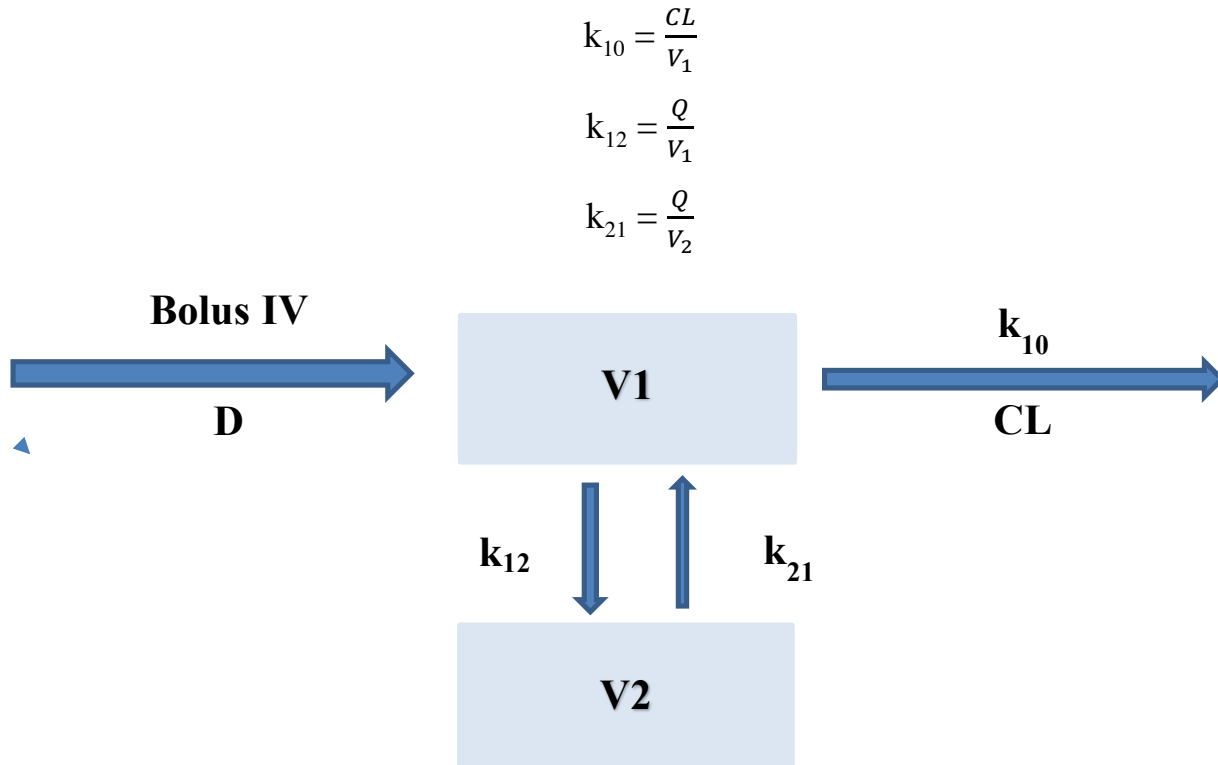 k₁₀ = CL/V₁
k₁₂ = Q/V₁
k₂₁ = Q/V₂
Bolus IV
D
V1
k₁₀
CL
k₁₂
k₂₁
V2